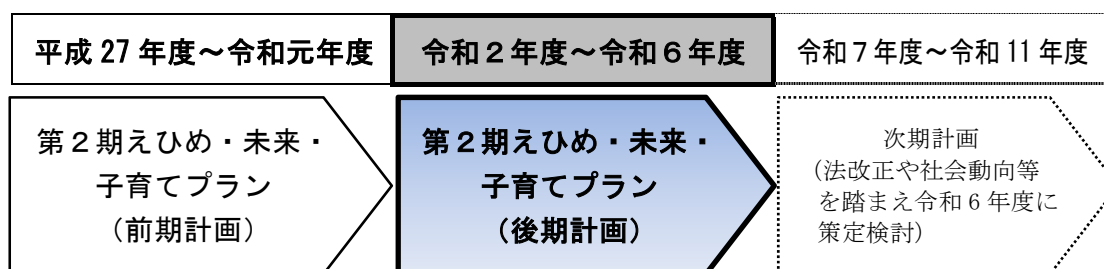 平成27年度～令和元年度
令和２年度～令和６年度
令和７年度～令和11年度
第２期えひめ・未来・
子育てプラン
（前期計画）
第２期えひめ・未来・
子育てプラン
（後期計画）
次期計画
（法改正や社会動向等
を踏まえ令和６年度に
策定検討）